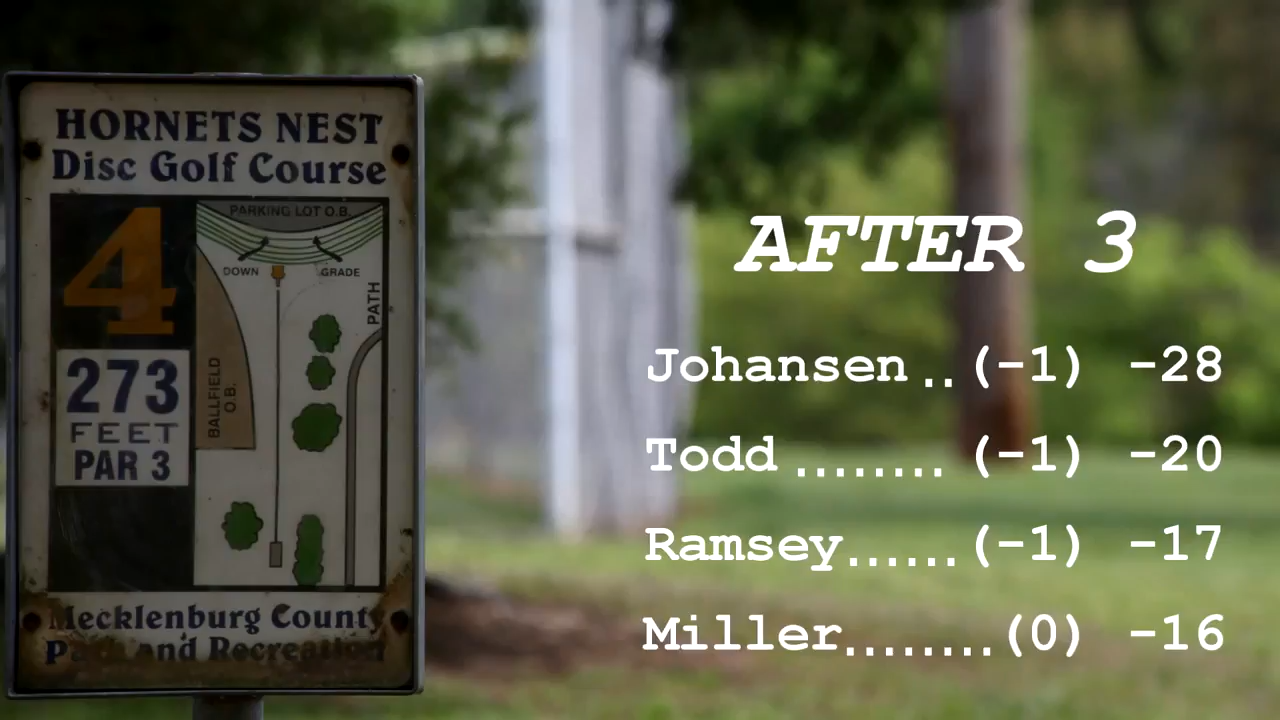 HORNETS NEST
Disc Golf Course
4
273
FEET
PAR 3
PARKING LOT O.B.
DOWN
GRADE
PATH
BALLFIELD
O.B.
Mecklenburg County
Park and Recreation
AFTER 3
Johansen ..(-1) -28
Todd ........ (-1) -20
Ramsey......(-1) -17
Miller........(0) -16